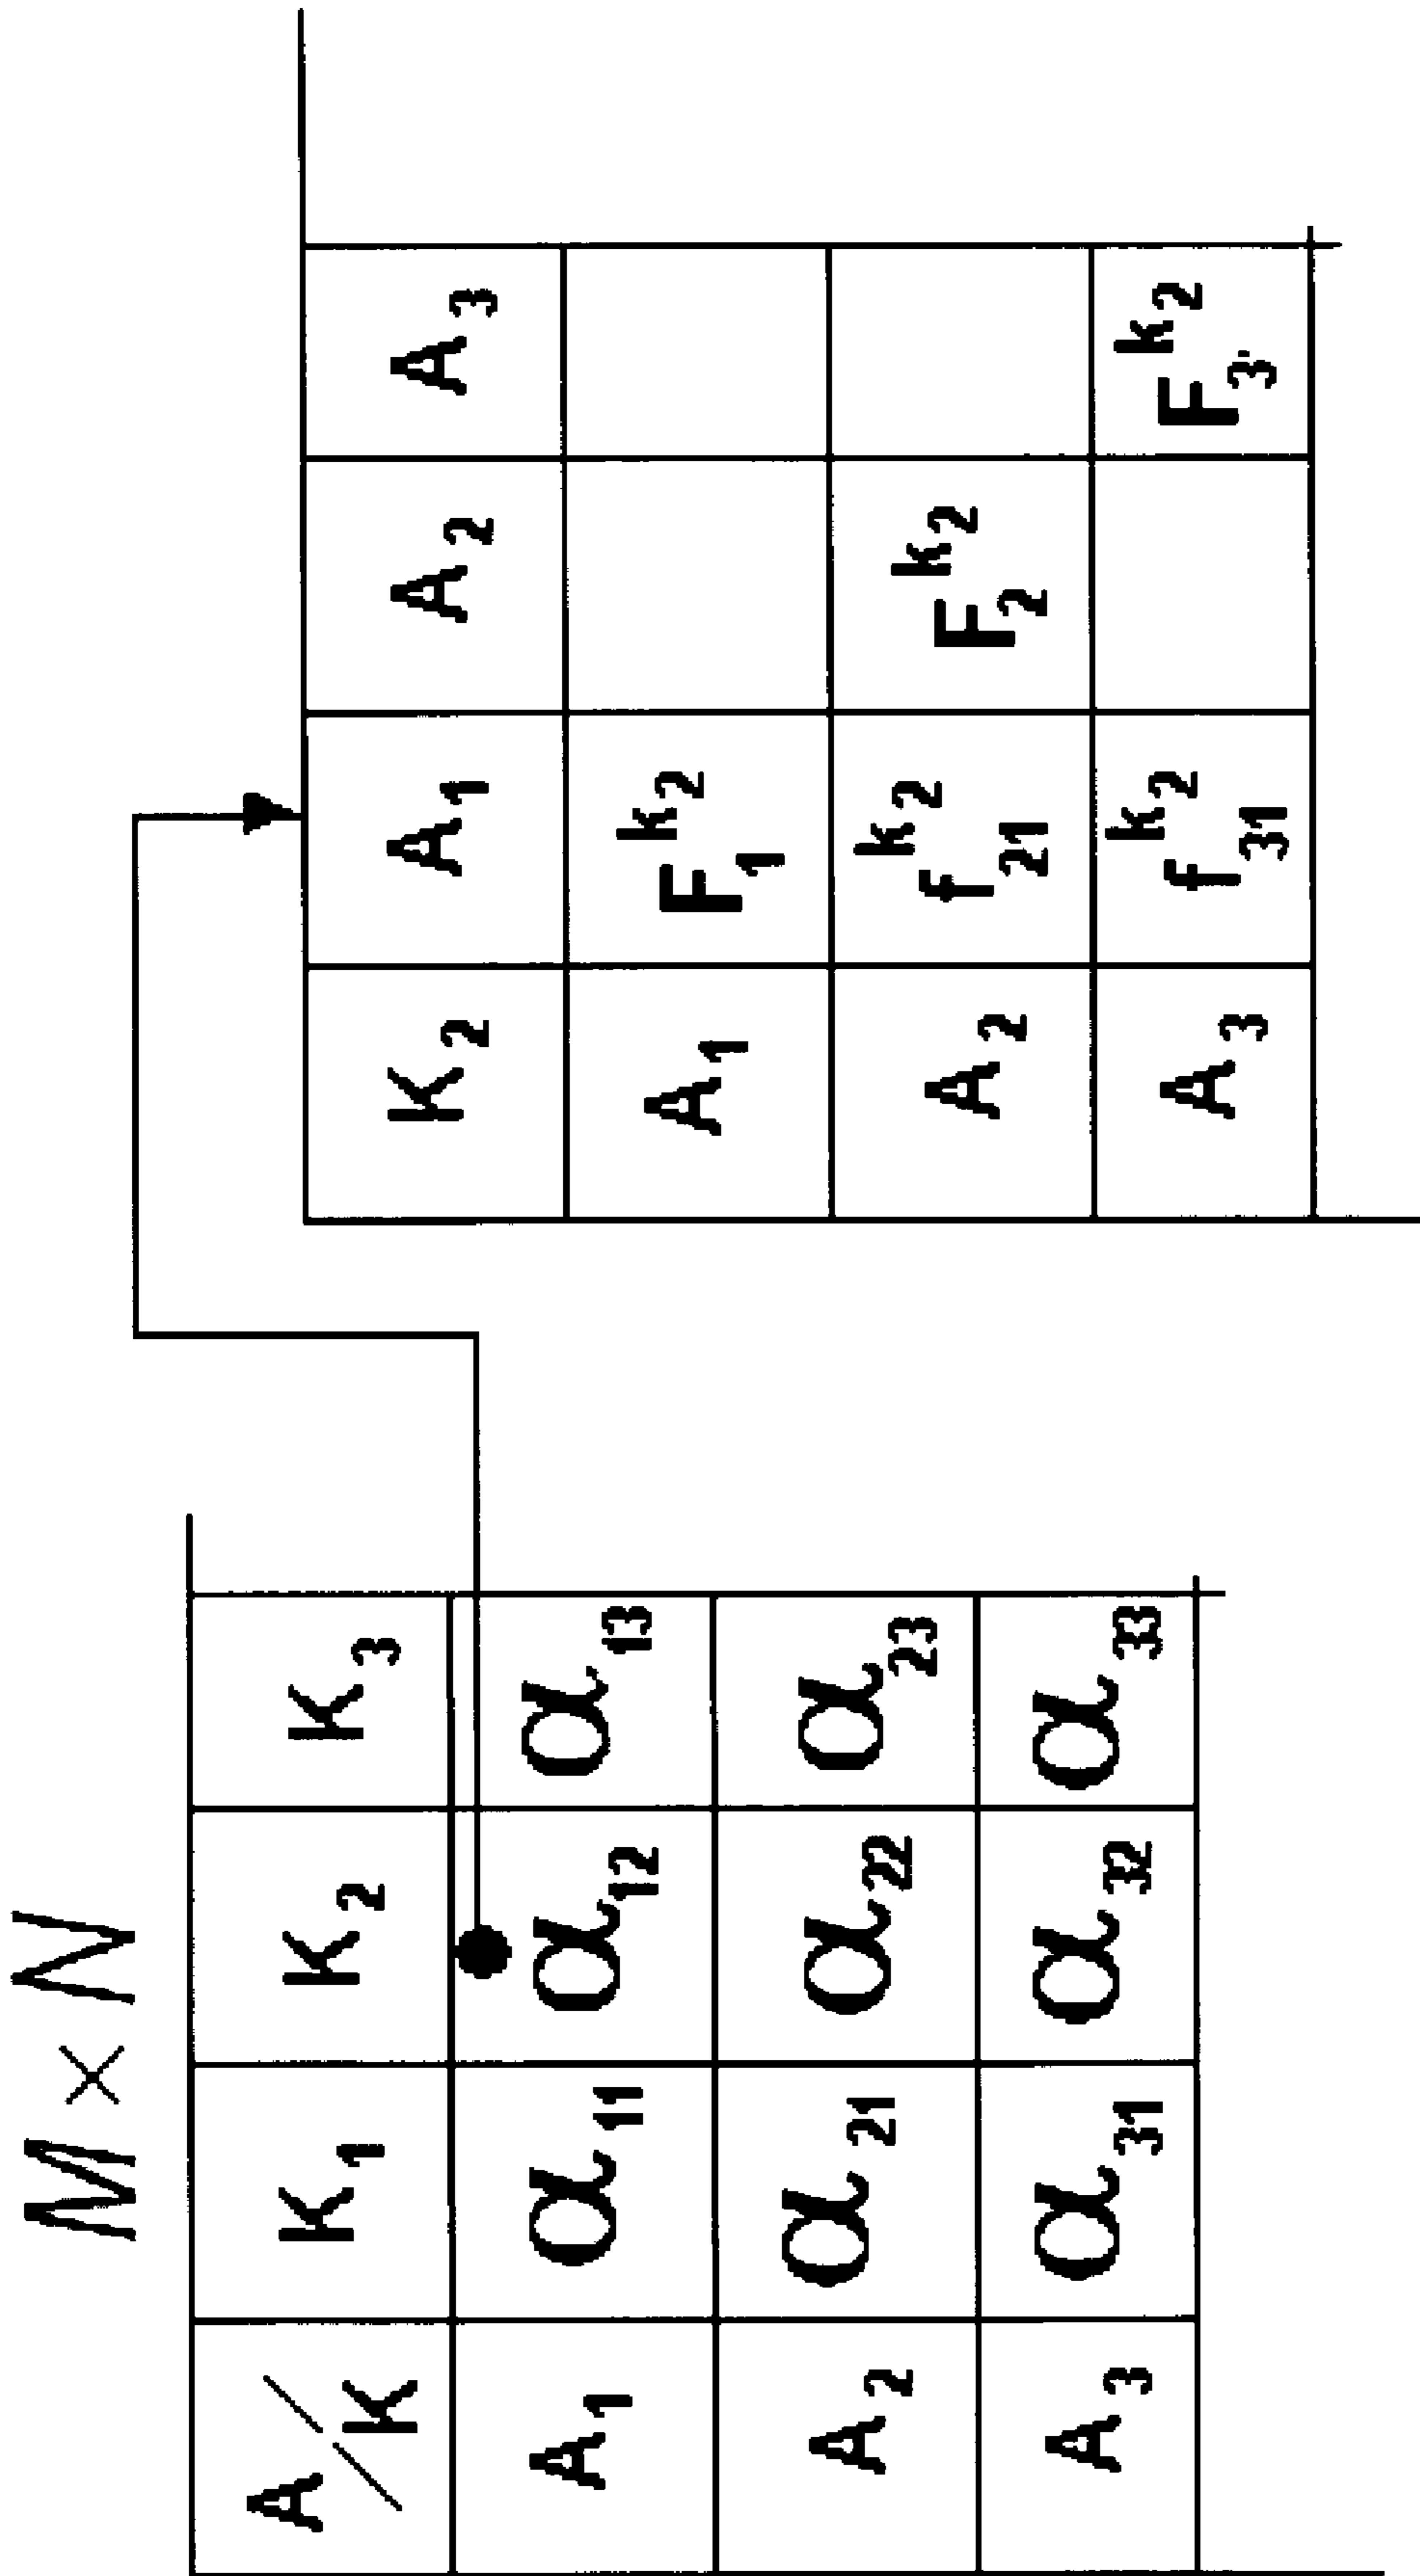 M × N
A/K K₁ K₂ K₃
A₁ α₁₁ α₁₂ α₁₃
A₂ α₂₁ α₂₂ α₂₃
A₃ α₃₁ α₃₂ α₃₃
K₂ A₁ A₂ A₃
A₁ F₁ᵏ²
A₂ f₂₁ᵏ² F₂ᵏ²
A₃ f₃₁ᵏ² F₃ᵏ²